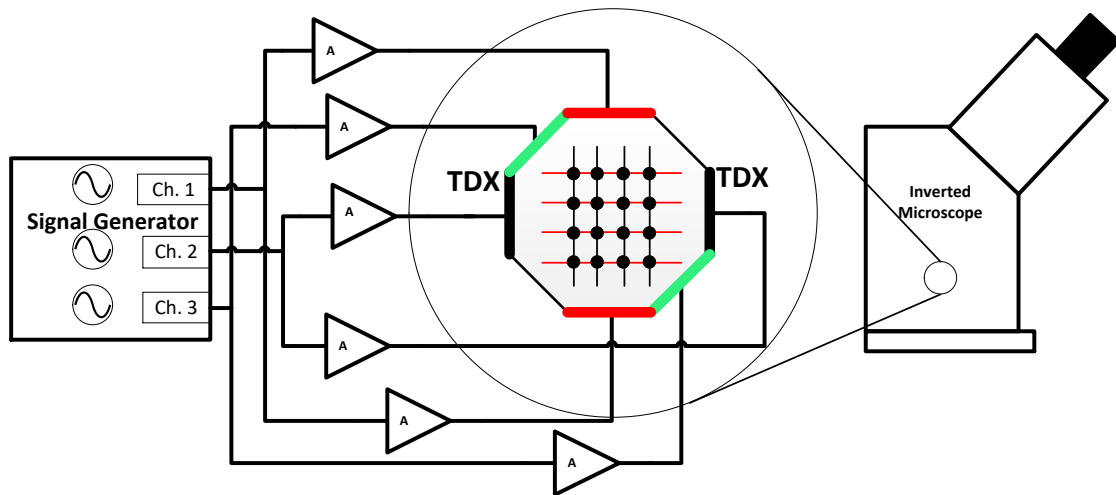 A
A
TDX
TDX
Ch. 1
Signal Generator
Ch. 2
Ch. 3
A
A
A
A
Inverted
Microscope